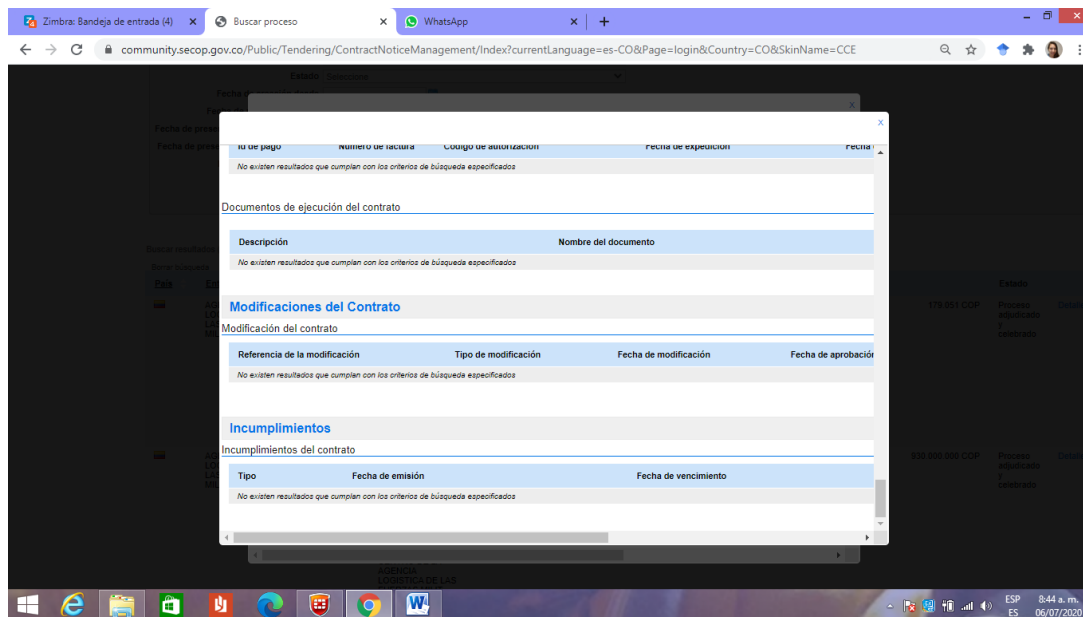 Zimbra: Bandeja de entrada (4)
Buscar proceso
WhatsApp
community.secop.gov.co/Public/Tendering/ContractNoticeManagement/Index?currentLanguage=es-CO&Page=login&Country=CO&SkinName=CCE
Estado Seleccione
x
x
Id de pago Número de factura Código de autorización Fecha de expedición Fecha
No existen resultados que cumplan con los criterios de búsqueda especificados
Documentos de ejecución del contrato
Descripción Nombre del documento
No existen resultados que cumplan con los criterios de búsqueda especificados
País Estado
Modificaciones del Contrato
179.051 COP Proceso adjudicado y celebrado
Modificación del contrato
Referencia de la modificación Tipo de modificación Fecha de modificación Fecha de aprobación
No existen resultados que cumplan con los criterios de búsqueda especificados
Incumplimientos
Incumplimientos del contrato
Proceso adjudicado y celebrado
Tipo Fecha de emisión Fecha de vencimiento
No existen resultados que cumplan con los criterios de búsqueda especificados
AGENCIA
LOGISTICA DE LAS
ESP 8:44 a. m.
ES 06/07/2020